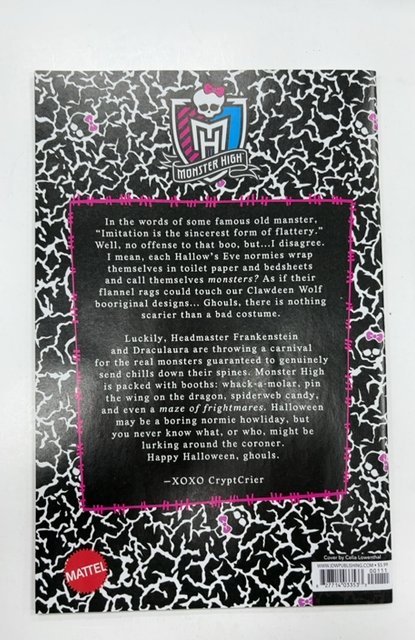 MONSTER HIGH
In the words of some famous old manster,
"Imitation is the sincerest form of flattery."
Well, no offense to that boo, but...I disagree.
I mean, each Hallow's Eve normies wrap
themselves in toilet paper and bedsheets
and call themselves monsters? As if their
flannel rags could touch our Clawdeen Wolf
booriginal designs... Ghouls, there is nothing
scarier than a bad costume.
Luckily, Headmaster Frankenstein
and Draculaura are throwing a carnival
for the real monsters guaranteed to genuinely
send chills down their spines. Monster High
is packed with booths: whack-a-molar, pin
the wing on the dragon, spiderweb candy,
and even a maze of frightmares. Halloween
may be a boring normie howliday, but
you never know what, or who, might be
lurking around the coroner.
Happy Halloween, ghouls.
—XOXO CryptCrier
MATTEL
Cover by Celia Lowenthal
WWW.IDWPUBLISHING.COM • $5.99
00111